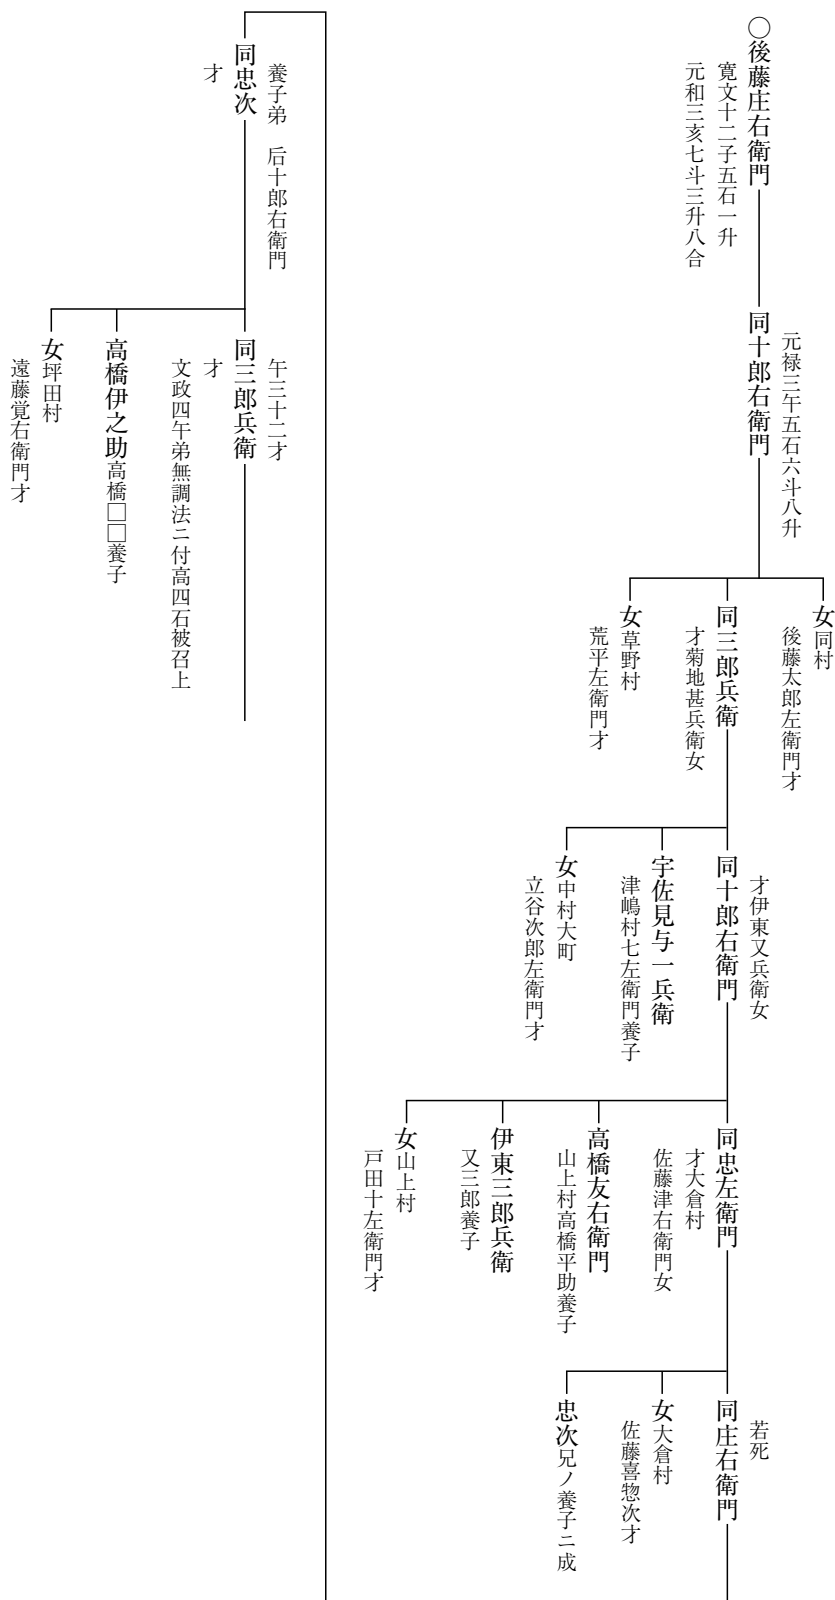 ○後藤庄右衛門
寛文十二子五石一升
元和三亥七斗三升八合
元禄三午五石六斗八升
同十郎右衛門
女同村
後藤太郎左衛門才
同三郎兵衛
才菊地甚兵衛女
女草野村
荒平左衛門才
才伊東又兵衛女
同十郎右衛門
宇佐見与一兵衛
津嶋村七左衛門養子
女中村大町
立谷次郎左衛門才
同忠左衛門
才大倉村
佐藤津右衛門女
高橋友右衛門
山上村高橋平助養子
伊東三郎兵衛
又三郎養子
女山上村
戸田十左衛門才
若死
同庄右衛門
女大倉村
佐藤喜惣次才
忠次兄ノ養子ニ成
養子弟　后十郎右衛門
同忠次
才
午三十二才
同三郎兵衛
才
文政四午弟無調法ニ付高四石被召上
高橋伊之助高橋□□養子
女坪田村
遠藤覚右衛門才